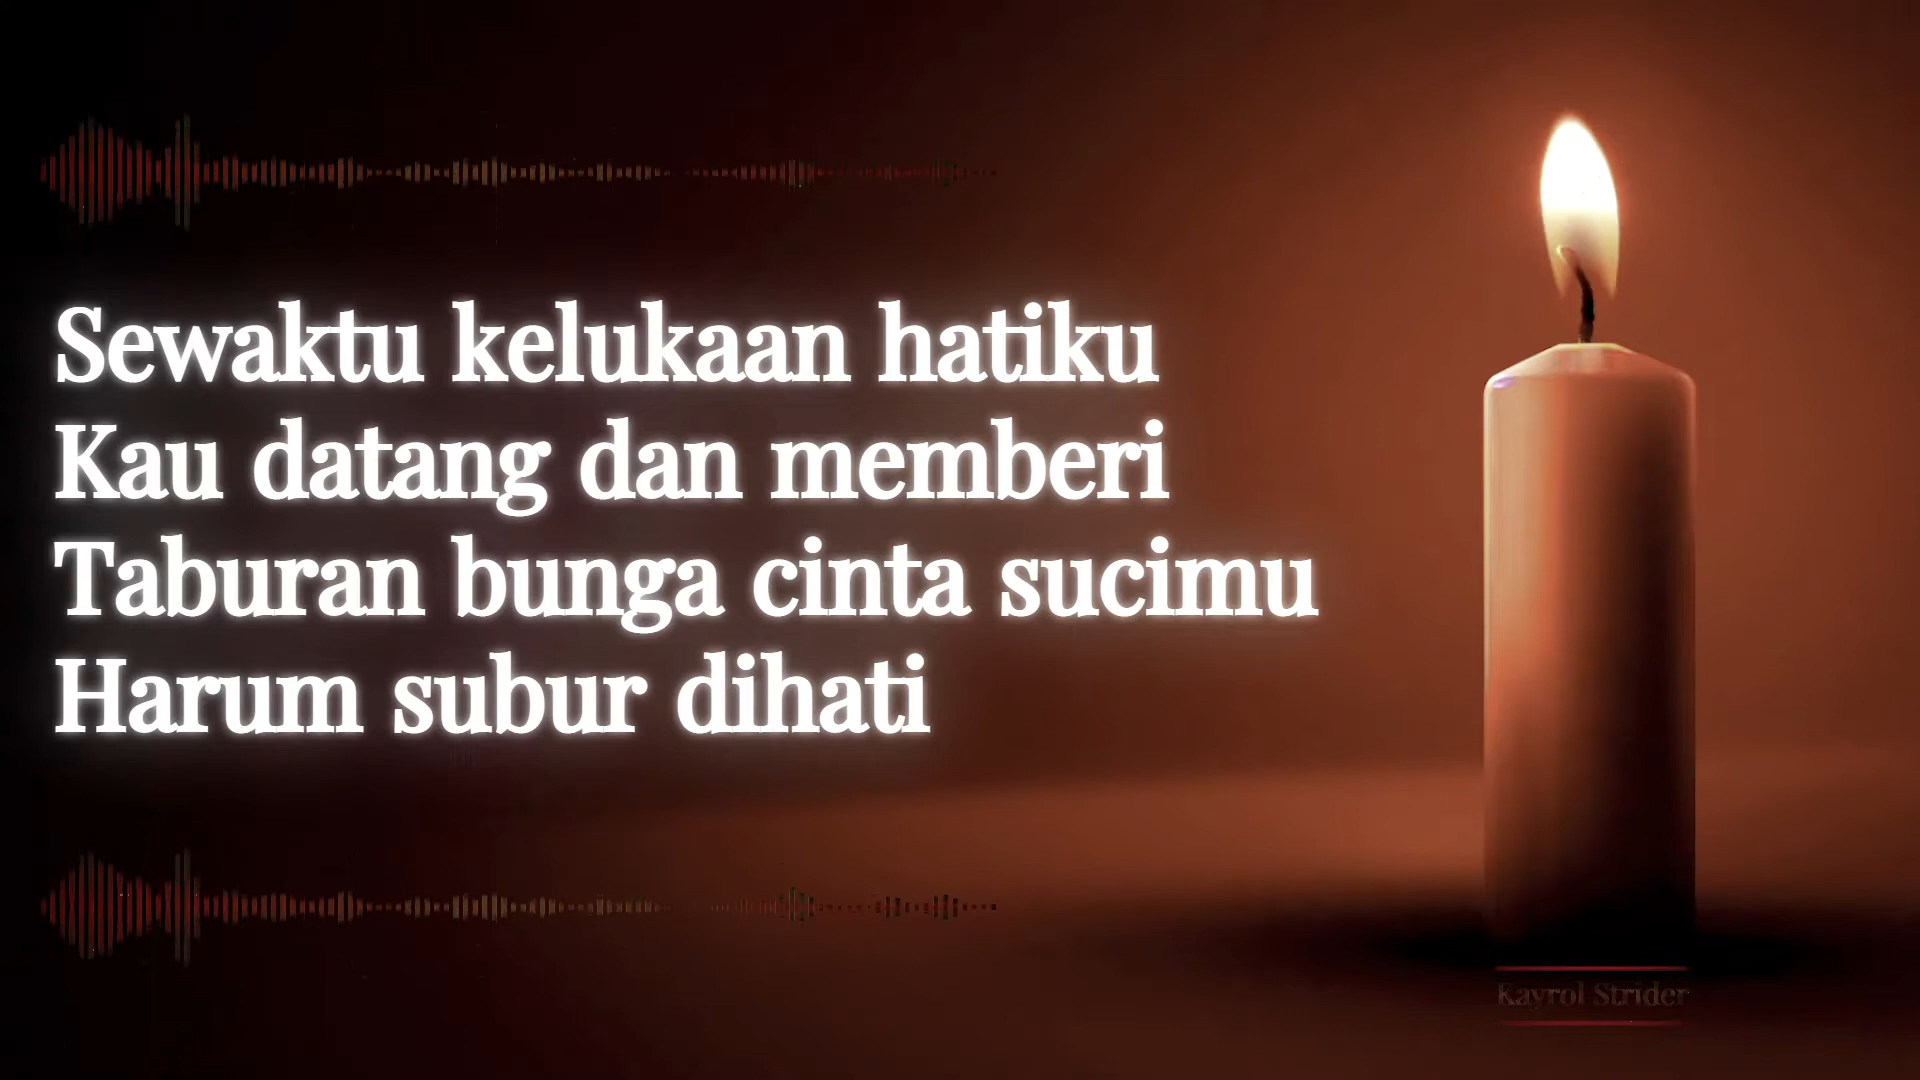 Sewaktu kelukaan hatiku
Kau datang dan memberi
Taburan bunga cinta sucimu
Harum subur dihati
Kayrol Strider